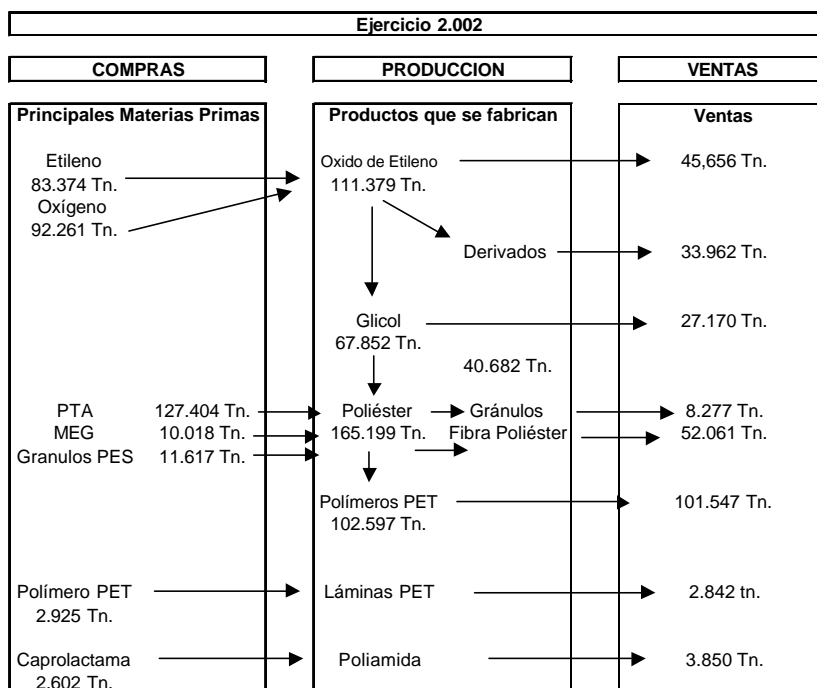 Ejercicio 2.002
COMPRAS PRODUCCION VENTAS
Principales Materias Primas Productos que se fabrican Ventas
Etileno Oxido de Etileno 45,656 Tn.
83.374 Tn. 111.379 Tn.
Oxígeno
92.261 Tn.
Derivados 33.962 Tn.
Glicol 27.170 Tn.
67.852 Tn.
40.682 Tn.
PTA 127.404 Tn. Poliéster Gránulos 8.277 Tn.
MEG 10.018 Tn. 165.199 Tn. Fibra Poliéster 52.061 Tn.
Granulos PES 11.617 Tn.
Polímeros PET 101.547 Tn.
102.597 Tn.
Polímero PET Láminas PET 2.842 tn.
2.925 Tn.
Caprolactama Poliamida 3.850 Tn.
2.602 Tn.